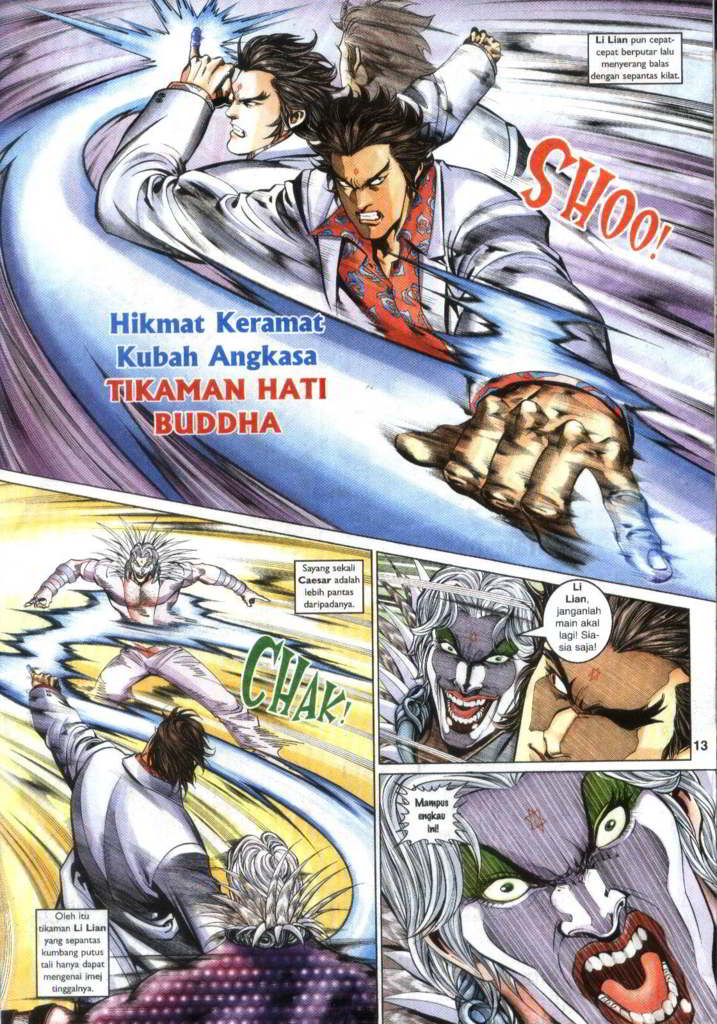 Li Lian pun cepat-
cepat berputar lalu
menyerang balas
dengan sepantas kilat.
SHOO!
Hikmat Keramat
Kubah Angkasa
TIKAMAN HATI
BUDDHA
Sayang sekali
Caesar adalah
lebih pantas
daripadanya.
CHAK!
Oleh itu
tikaman Li Lian
yang sepantas
kumbang putus
tali hanya dapat
mengenai imej
tinggalnya.
Li
Lian,
janganlah
main akal
lagi! Sia-
sia saja!
13
Mampus
engkau
ini!